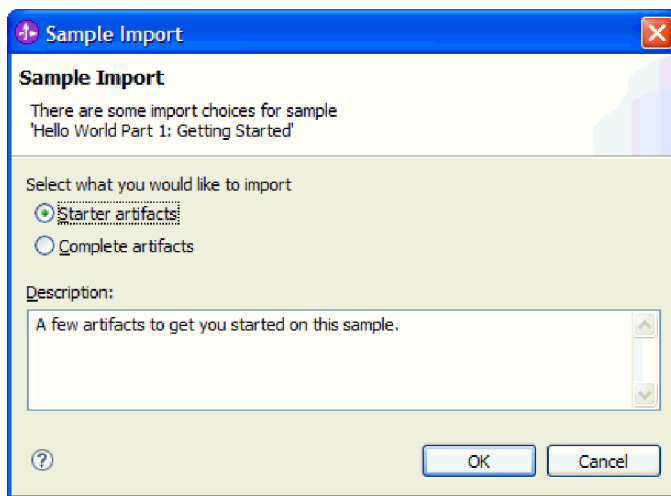 Sample Import
Sample Import
There are some import choices for sample
'Hello World Part 1: Getting Started'
Select what you would like to import
Starter artifacts
Complete artifacts
Description:
A few artifacts to get you started on this sample.
?
OK
Cancel